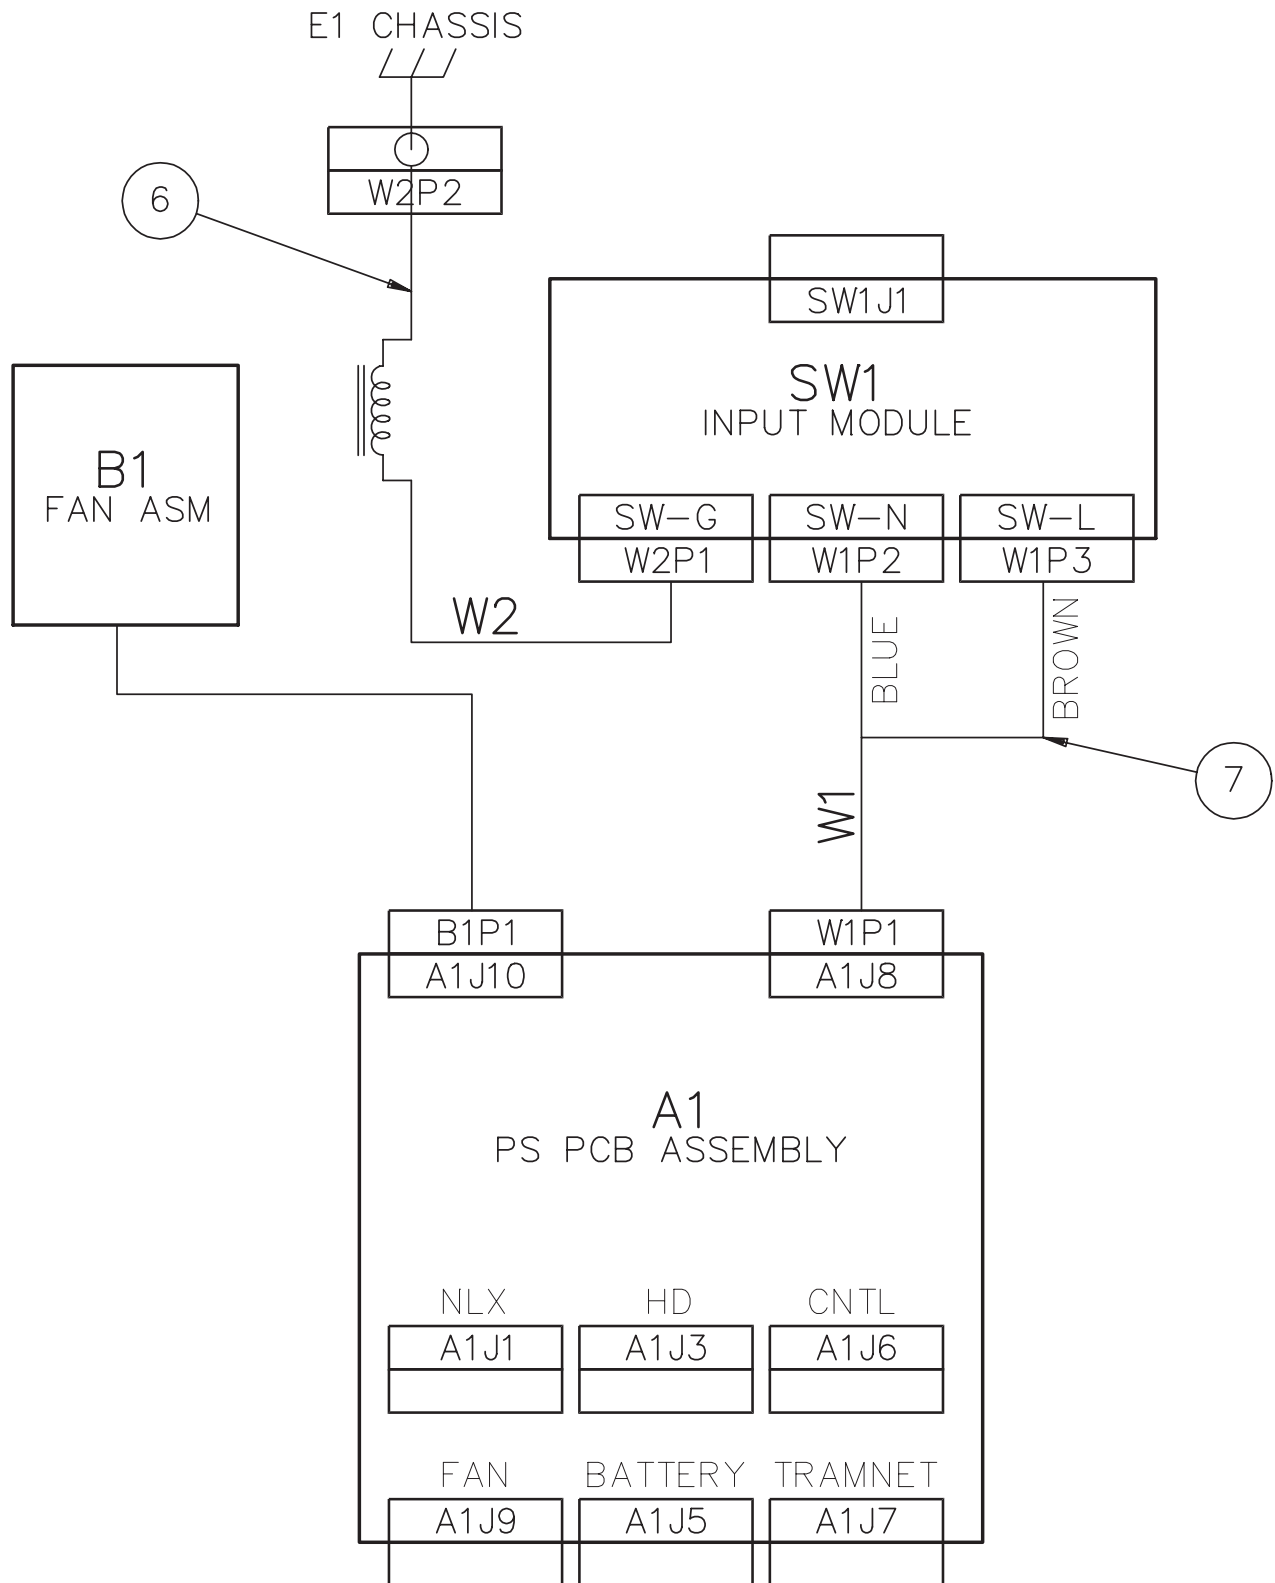 E1 CHASSIS
W2P2
6
SW1J1
SW1
INPUT MODULE
B1
FAN ASM
SW-G
SW-N
SW-L
W2P1
W1P2
W1P3
W2
BLUE
BROWN
7
W1
B1P1
W1P1
A1J10
A1J8
A1
PS PCB ASSEMBLY
NLX
HD
CNTL
A1J1
A1J3
A1J6
FAN
BATTERY
TRAMNET
A1J9
A1J5
A1J7